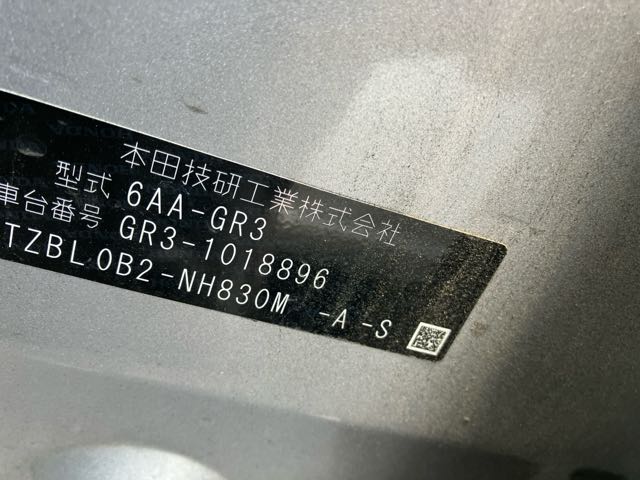 本田技研工業株式会社
型式 6AA-GR3
車台番号 GR3-1018896
TZBL0B2-NH830M -A -S